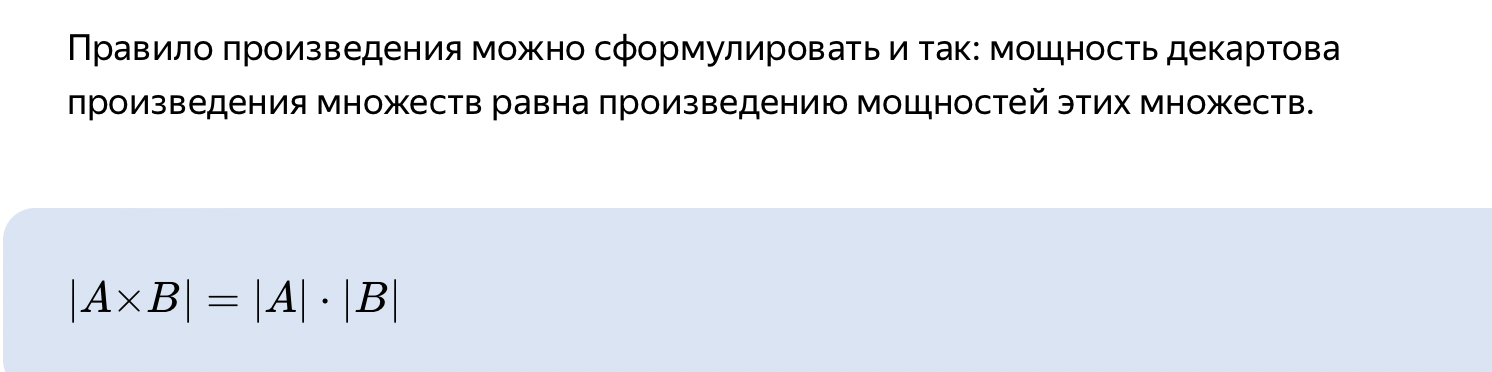 Правило произведения можно сформулировать и так: мощность декартова
произведения множеств равна произведению мощностей этих множеств.
|A×B| = |A| · |B|